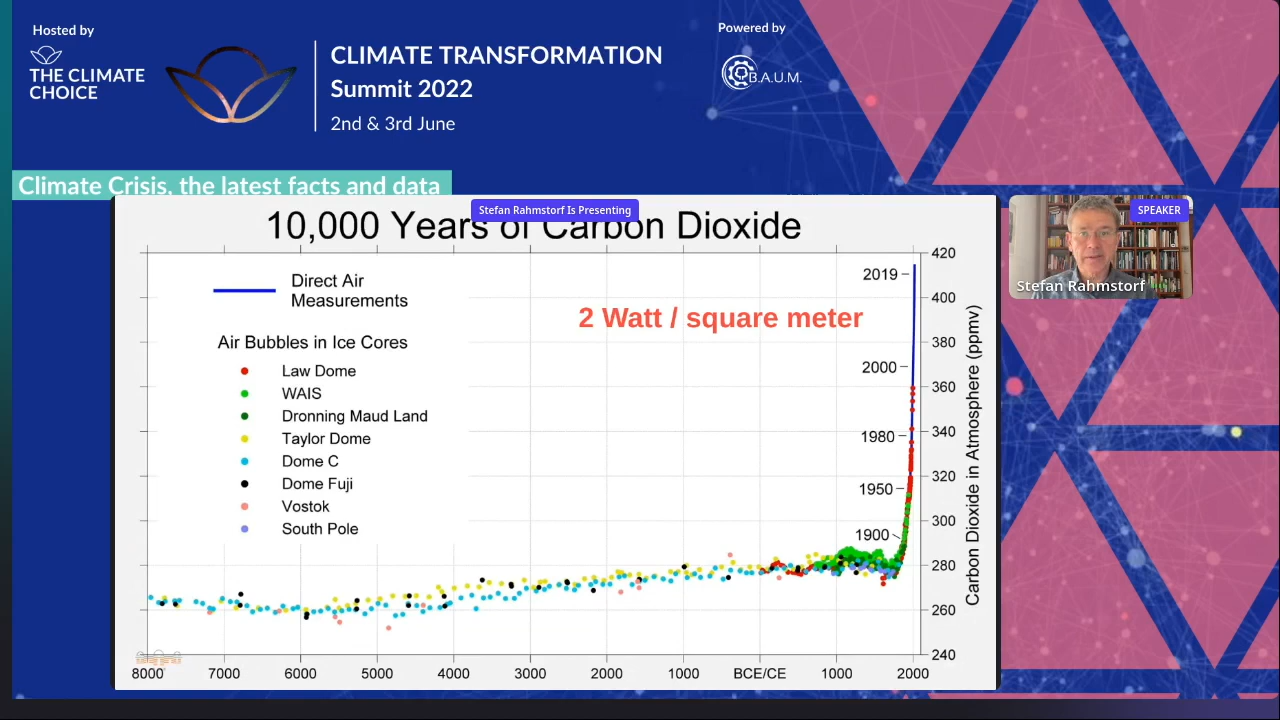 Hosted by
THE CLIMATE
CHOICE
CLIMATE TRANSFORMATION
Summit 2022
2nd & 3rd June
Powered by
B.A.U.M.
Climate Crisis, the latest facts and data
Stefan Rahmstorf Is Presenting
10,000 Years of Carbon Dioxide
SPEAKER
Stefan Rahmstorf
Direct Air
Measurements
2 Watt / square meter
Air Bubbles in Ice Cores
Law Dome
WAIS
Dronning Maud Land
Taylor Dome
Dome C
Dome Fuji
Vostok
South Pole
2019
2000
1980
1950
1900
420
400
380
360
340
320
300
280
260
240
Carbon Dioxide in Atmosphere (ppmv)
8000 7000 6000 5000 4000 3000 2000 1000 BCE/CE 1000 2000